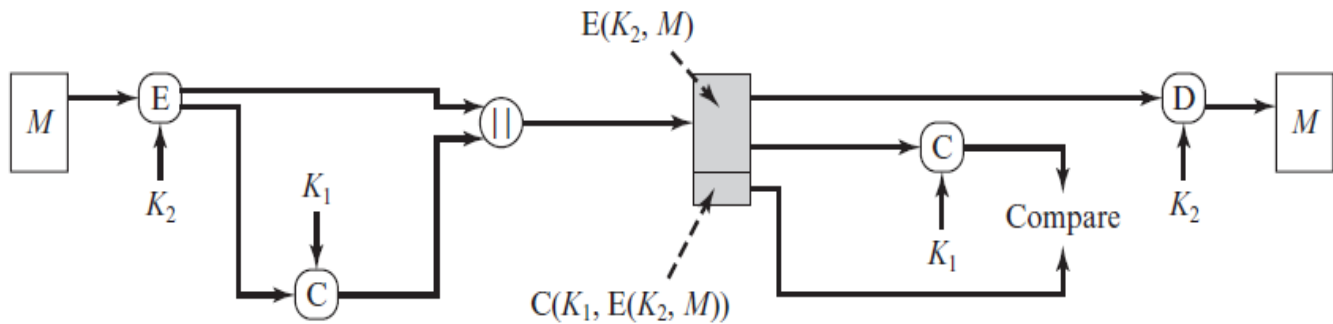 E(K₂, M)
M
E
||
D
M
C
K₂
K₁
K₂
Compare
K₁
C
C(K₁, E(K₂, M))